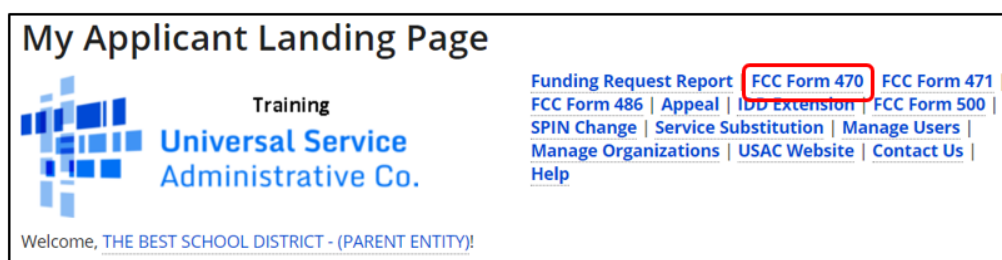 My Applicant Landing Page
Training
Universal Service
Administrative Co.
Funding Request Report | FCC Form 470 | FCC Form 471 |
FCC Form 486 | Appeal | IDD Extension | FCC Form 500 |
SPIN Change | Service Substitution | Manage Users |
Manage Organizations | USAC Website | Contact Us |
Help
Welcome, THE BEST SCHOOL DISTRICT - (PARENT ENTITY)!